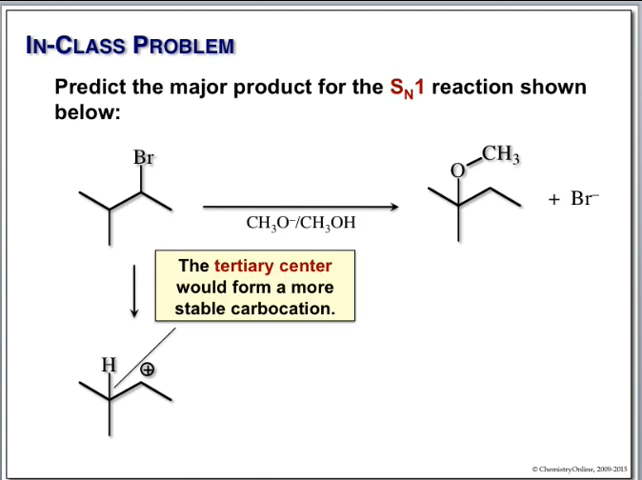 IN-CLASS PROBLEM
Predict the major product for the SN1 reaction shown
below:
Br
O
CH3
+ Br–
CH3O–/CH3OH
The tertiary center
would form a more
stable carbocation.
H
⊕
© ChemistryOnline, 2009-2015